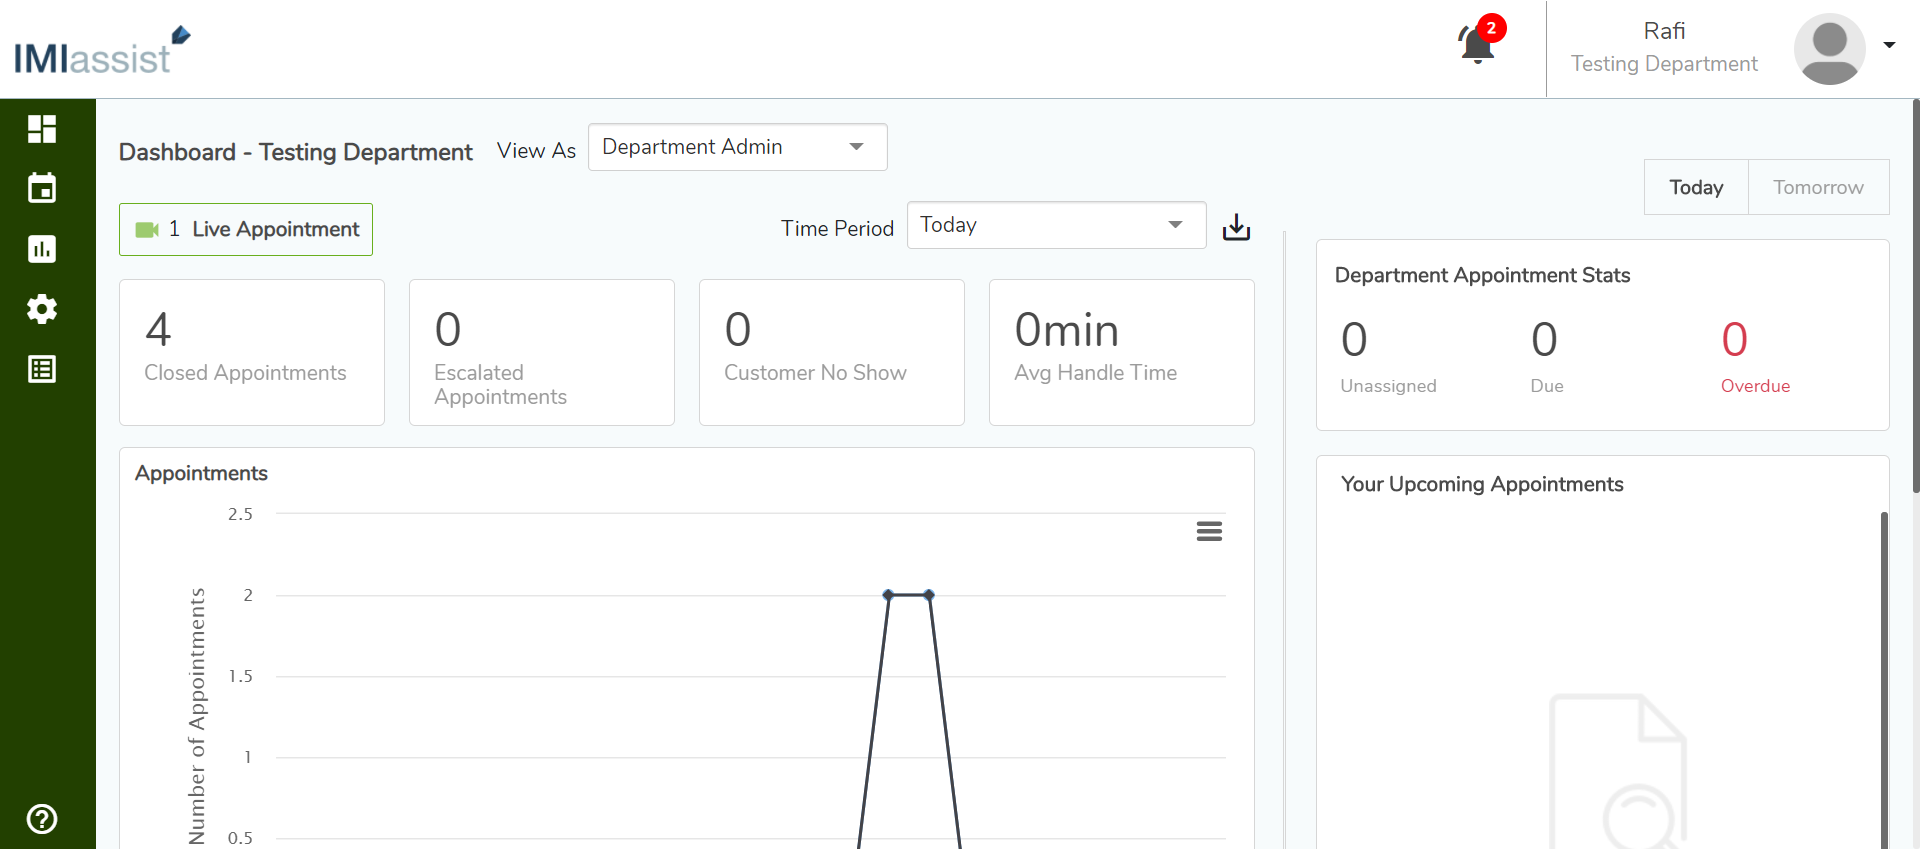 IMIassist
2
Rafi
Testing Department
Dashboard - Testing Department
View As
Department Admin
Today
Tomorrow
1 Live Appointment
Time Period
Today
4
Closed Appointments
0
Escalated
Appointments
0
Customer No Show
0min
Avg Handle Time
Department Appointment Stats
0
Unassigned
0
Due
0
Overdue
Appointments
2.5
2
1.5
1
0.5
Number of Appointments
Your Upcoming Appointments
?